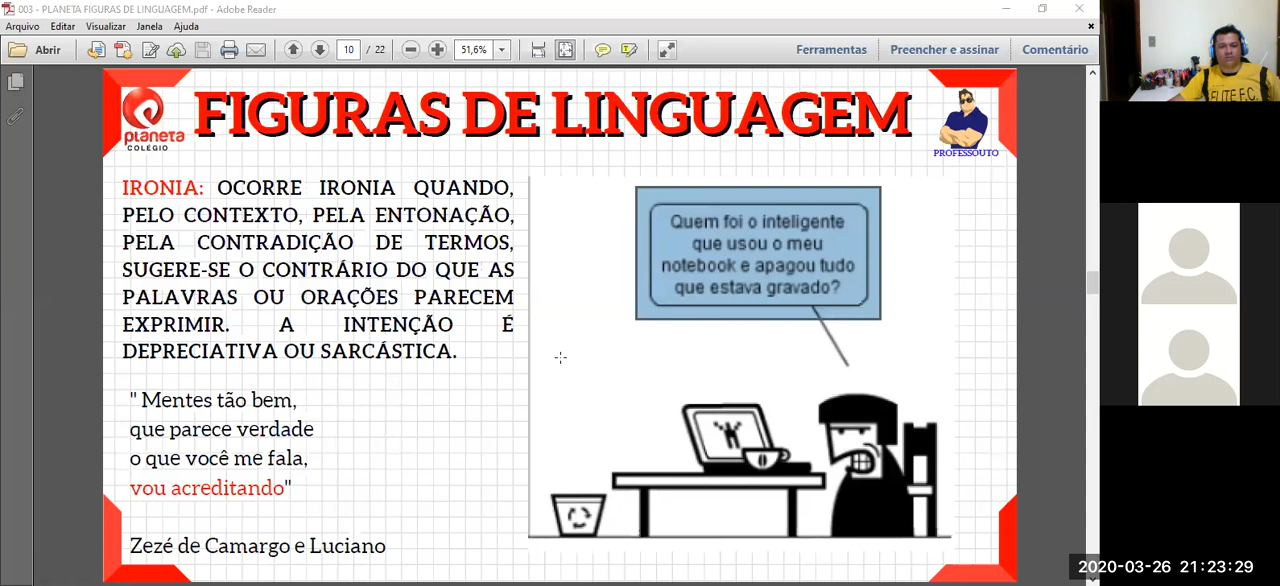 003 - PLANETA FIGURAS DE LINGUAGEM.pdf - Adobe Reader
Arquivo Editar Visualizar Janela Ajuda
Abrir 10 / 22 51,6% Ferramentas Preencher e assinar Comentário
planeta
COLÉGIO
FIGURAS DE LINGUAGEM
PROFESSOUTO
IRONIA: OCORRE IRONIA QUANDO,
PELO CONTEXTO, PELA ENTONAÇÃO,
PELA CONTRADIÇÃO DE TERMOS,
SUGERE-SE O CONTRÁRIO DO QUE AS
PALAVRAS OU ORAÇÕES PARECEM
EXPRIMIR. A INTENÇÃO É
DEPRECIATIVA OU SARCÁSTICA.
" Mentes tão bem,
que parece verdade
o que você me fala,
vou acreditando"
Zezé de Camargo e Luciano
Quem foi o inteligente
que usou o meu
notebook e apagou tudo
que estava gravado?
ELITE F.C.
2020-03-26 21:23:29